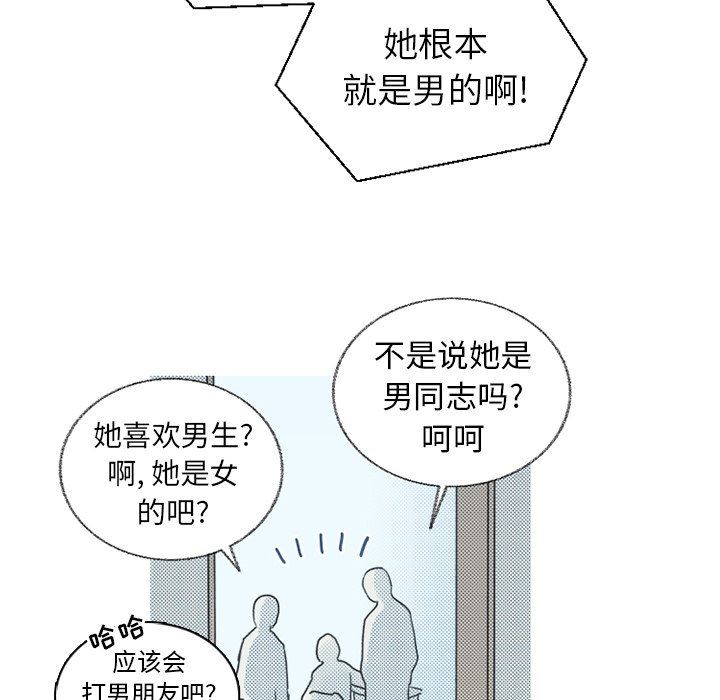 她根本
就是男的啊!
不是说她是
男同志吗?
呵呵
她喜欢男生?
啊, 她是女
的吧?
哈哈
应该会
打男朋友吧?